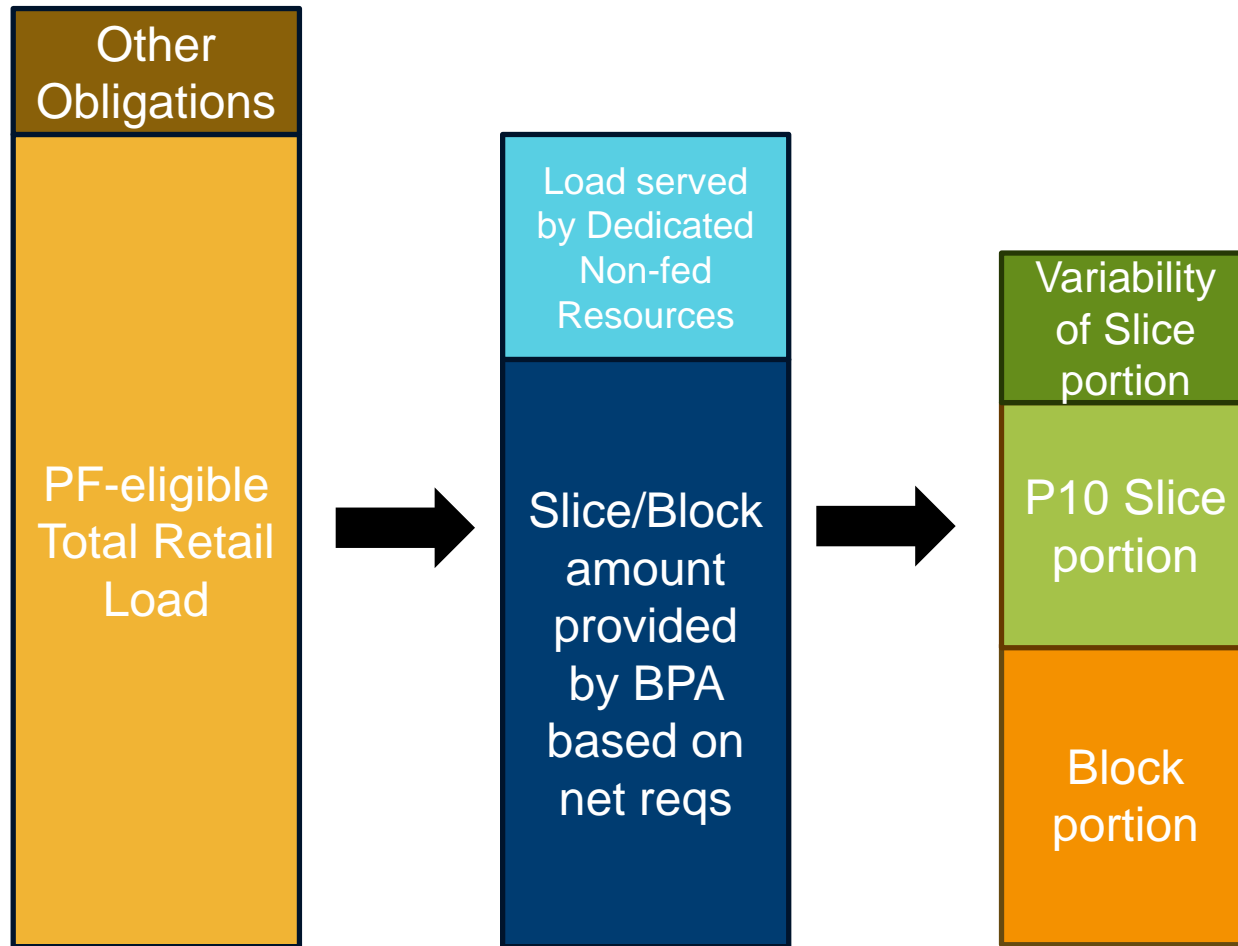 Other
Obligations
PF-eligible
Total Retail
Load
Load served
by Dedicated
Non-fed
Resources
Slice/Block
amount
provided
by BPA
based on
net reqs
Variability
of Slice
portion
P10 Slice
portion
Block
portion